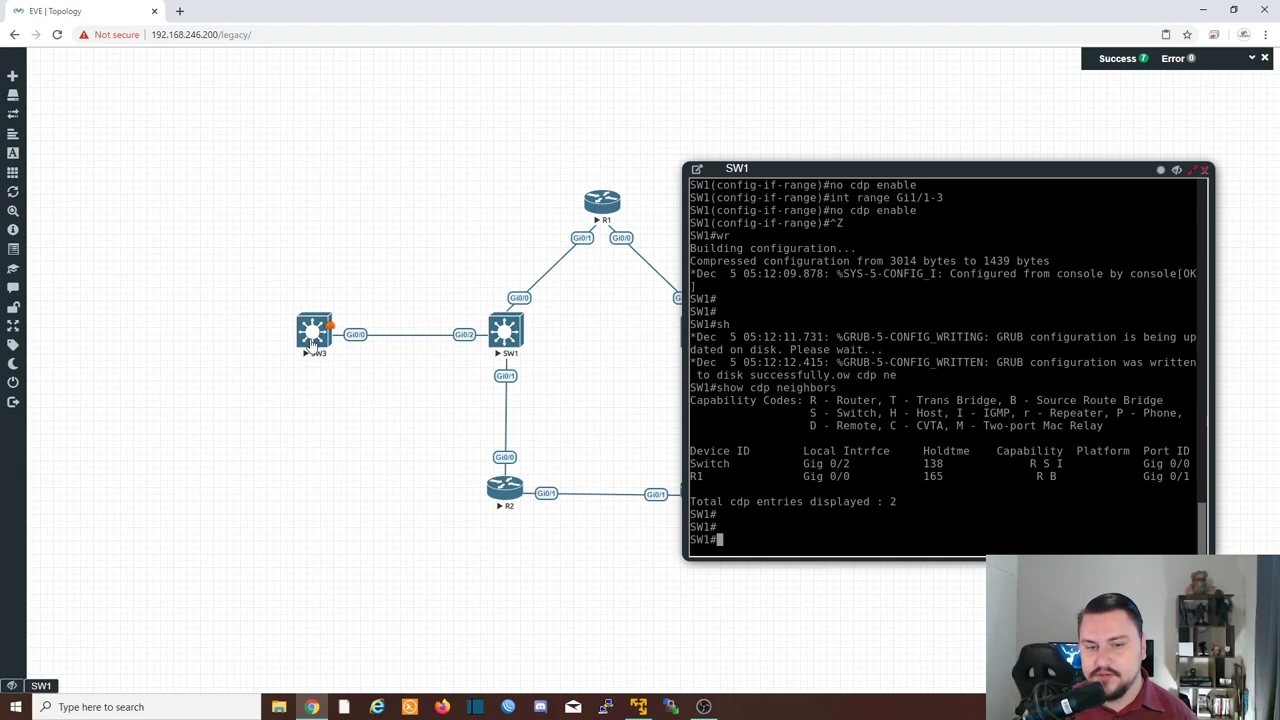 EVE | Topology
Not secure
192.168.246.200/legacy/
Success 7
Error 0
R1
Gi0/1
Gi0/0
Gi0/0
SW3
Gi0/0
Gi0/2
SW1
Gi0/1
Gi0/0
R2
Gi0/1
Gi0/1
SW1
SW1(config-if-range)#no cdp enable
SW1(config-if-range)#int range Gi1/1-3
SW1(config-if-range)#no cdp enable
SW1(config-if-range)#^Z
SW1#wr
Building configuration...
Compressed configuration from 3014 bytes to 1439 bytes
*Dec  5 05:12:09.878: %SYS-5-CONFIG_I: Configured from console by console[OK
]
SW1#
SW1#
SW1#sh
*Dec  5 05:12:11.731: %GRUB-5-CONFIG_WRITING: GRUB configuration is being up
dated on disk. Please wait...
*Dec  5 05:12:12.415: %GRUB-5-CONFIG_WRITTEN: GRUB configuration was written
 to disk successfully.ow cdp ne
SW1#show cdp neighbors
Capability Codes: R - Router, T - Trans Bridge, B - Source Route Bridge
S - Switch, H - Host, I - IGMP, r - Repeater, P - Phone,
D - Remote, C - CVTA, M - Two-port Mac Relay
Device ID Local Intrfce Holdtme Capability Platform Port ID
Switch Gig 0/2 138 R S I Gig 0/0
R1 Gig 0/0 165 R B Gig 0/1
Total cdp entries displayed : 2
SW1#
SW1#
SW1#
SW1
Type here to search